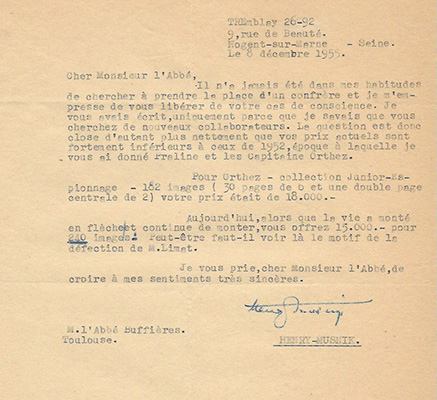 TREmblay 26-92
9,rue de Beauté.
Nogent-sur-Marne - Seine.
Le 8 décembre 1955.
Cher Monsieur l'Abbé,
Il n'a jamais été dans mes habitudes
de chercher à prendre la place d'un confrère et je m'em-
presse de vous libérer de votre cas de conscience. Je
vous avais écrit,uniquement parce que je savais que vous
cherchez de nouveaux collaborateurs. La question est donc
close d'autant plus nettement que vos prix actuels sont
fortement inférieurs à ceux de 1952,époque à laquelle je
vous ai donné Praline et les Capitaine Orthez.
Pour Orthez - collection Junior-Es-
pionnage - 182 images ( 30 pages de 6 et une double page
centrale de 2) votre prix était de 18.000.-
Aujourd'hui,alors que la vie a monté
en flèche et continue de monter,vous offrez 15.000.- pour
240 images! Peut-être faut-il voir là le motif de la
défection de M.Limat.
Je vous prie,cher Monsieur l'Abbé,de
croire à mes sentiments très sincères.
M.l'Abbé Buffières.
Toulouse.
HENRY-MUSNIK.